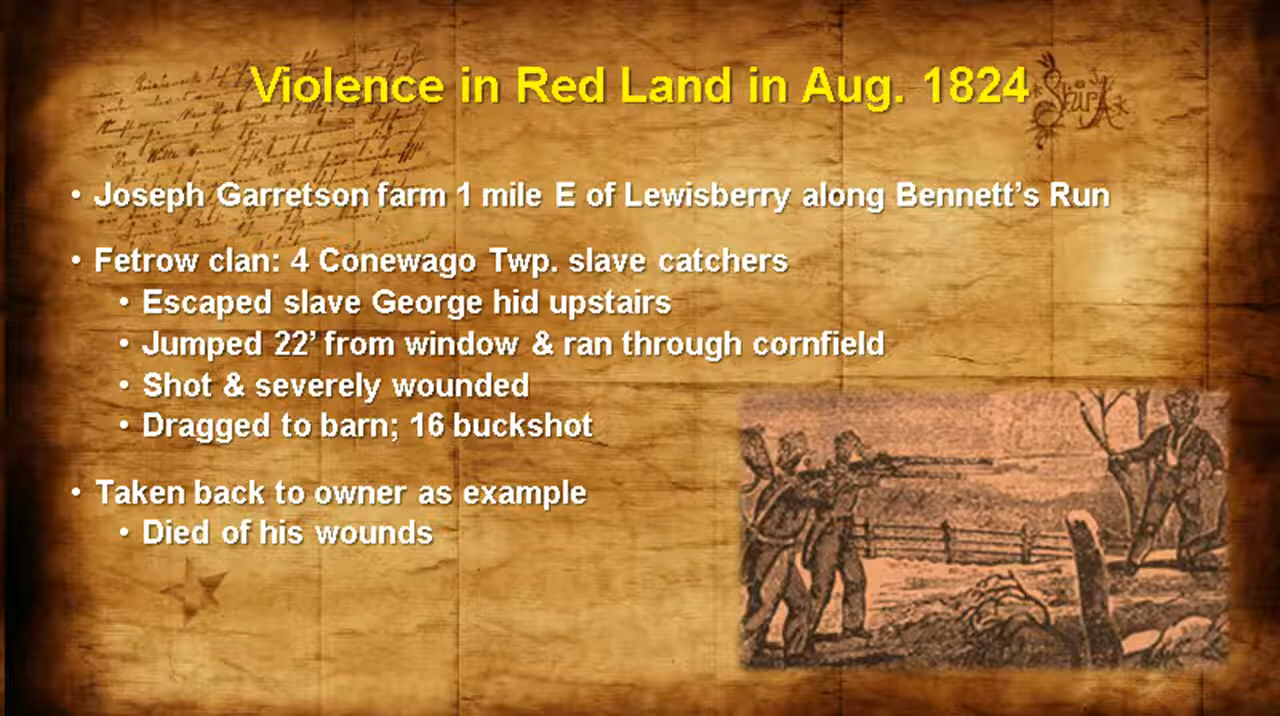 Violence in Red Land in Aug. 1824
• Joseph Garretson farm 1 mile E of Lewisberry along Bennett’s Run
• Fetrow clan: 4 Conewago Twp. slave catchers
• Escaped slave George hid upstairs
• Jumped 22’ from window & ran through cornfield
• Shot & severely wounded
• Dragged to barn; 16 buckshot
• Taken back to owner as example
• Died of his wounds